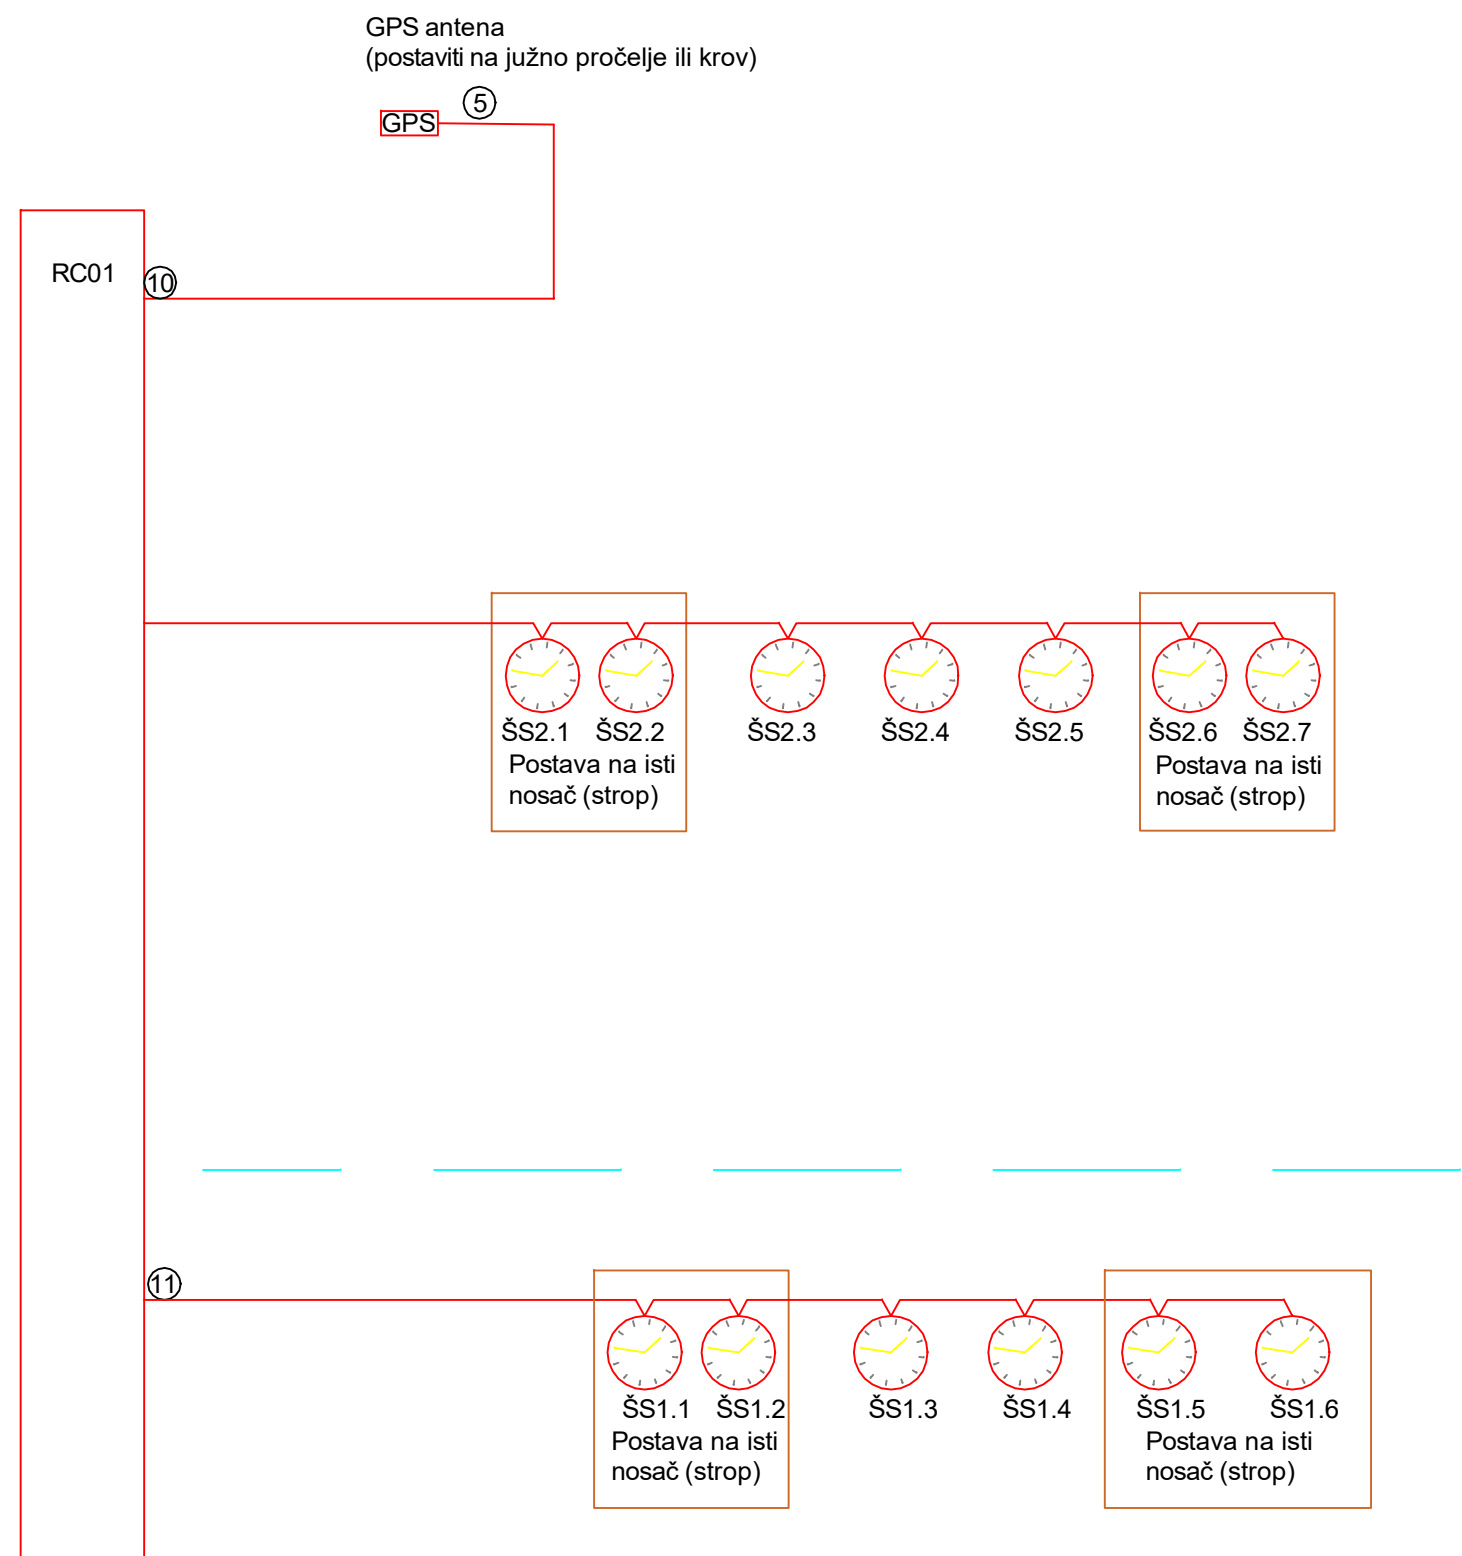 GPS antena
(postaviti na južno pročelje ili krov)
5
GPS
RC01
10
ŠS2.1 ŠS2.2 ŠS2.3 ŠS2.4 ŠS2.5 ŠS2.6 ŠS2.7
Postava na isti
nosač (strop)
Postava na isti
nosač (strop)
11
ŠS1.1 ŠS1.2 ŠS1.3 ŠS1.4 ŠS1.5 ŠS1.6
Postava na isti
nosač (strop)
Postava na isti
nosač (strop)